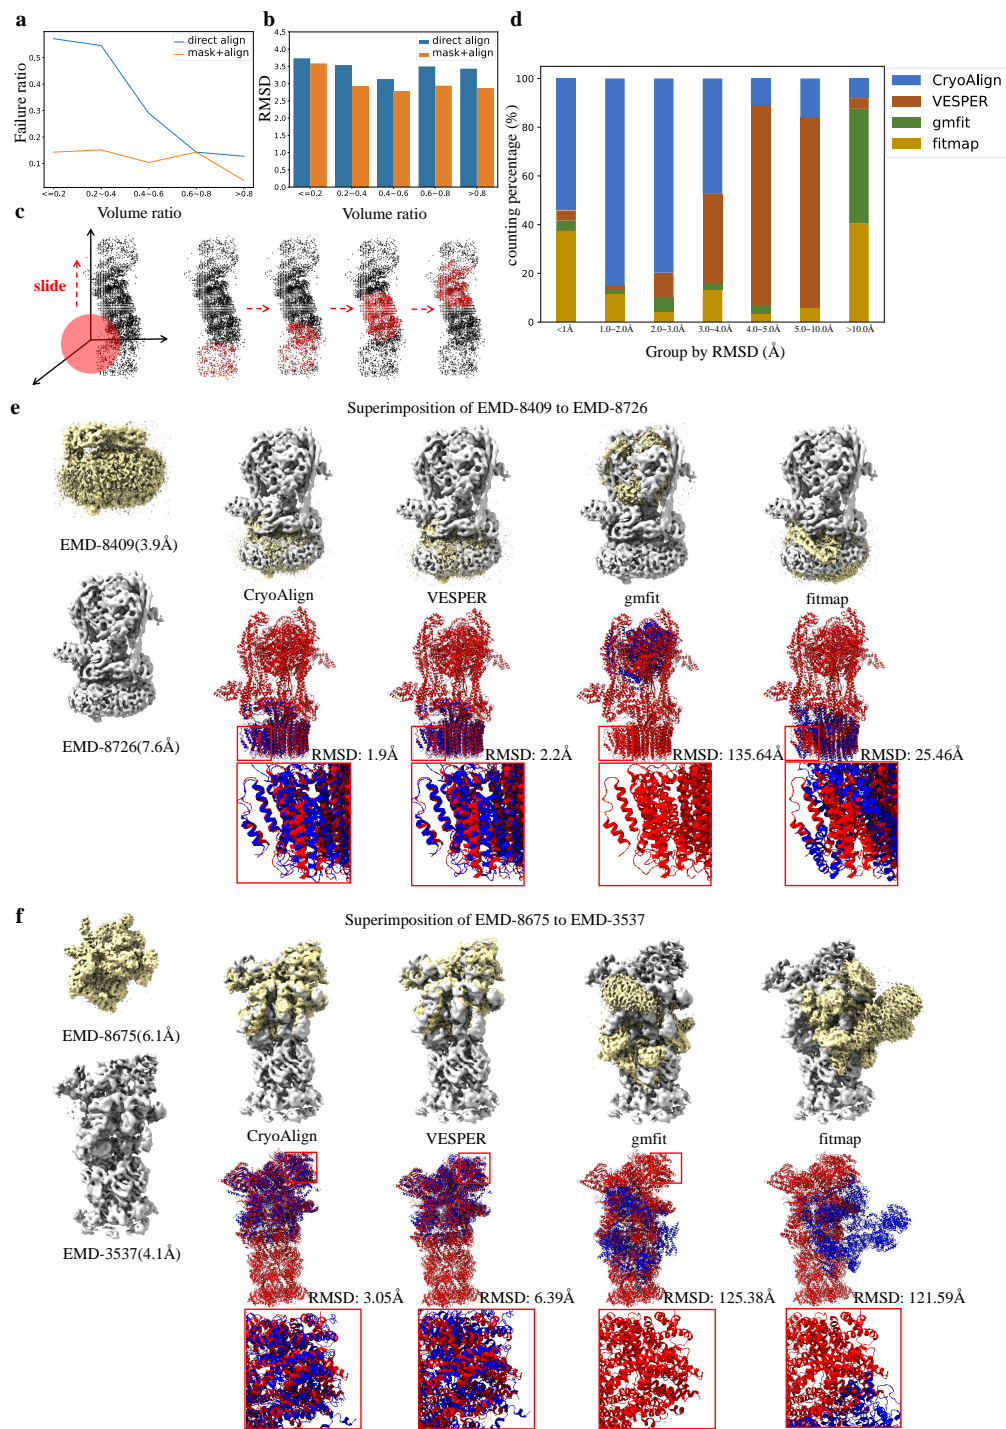 a
Failure ratio
0.5
0.4
0.3
0.2
0.1
direct align
mask+align
<=0.2
0.2~0.4
0.4~0.6
0.6~0.8
>0.8
Volume ratio
b
RMSD
4.5
3.5
4.0
3.0
2.5
2.0
1.5
1.0
0.5
0.0
direct align
mask+align
<=0.2
0.2~0.4
0.4~0.6
0.6~0.8
>0.8
Volume ratio
c
slide
d
counting percentage (%)
100
80
60
40
20
0
<1Å
1.0~2.0Å
2.0~3.0Å
3.0~4.0Å
4.0~5.0Å
5.0~10.0Å
>10.0Å
Group by RMSD (Å)
CryoAlign
VESPER
gmfit
fitmap
e
Superimposition of EMD-8409 to EMD-8726
EMD-8409(3.9Å)
EMD-8726(7.6Å)
CryoAlign
VESPER
gmfit
fitmap
RMSD: 1.9Å
RMSD: 2.2Å
RMSD: 135.64Å
RMSD: 25.46Å
f
Superimposition of EMD-8675 to EMD-3537
EMD-8675(6.1Å)
EMD-3537(4.1Å)
CryoAlign
VESPER
gmfit
fitmap
RMSD: 3.05Å
RMSD: 6.39Å
RMSD: 125.38Å
RMSD: 121.59Å